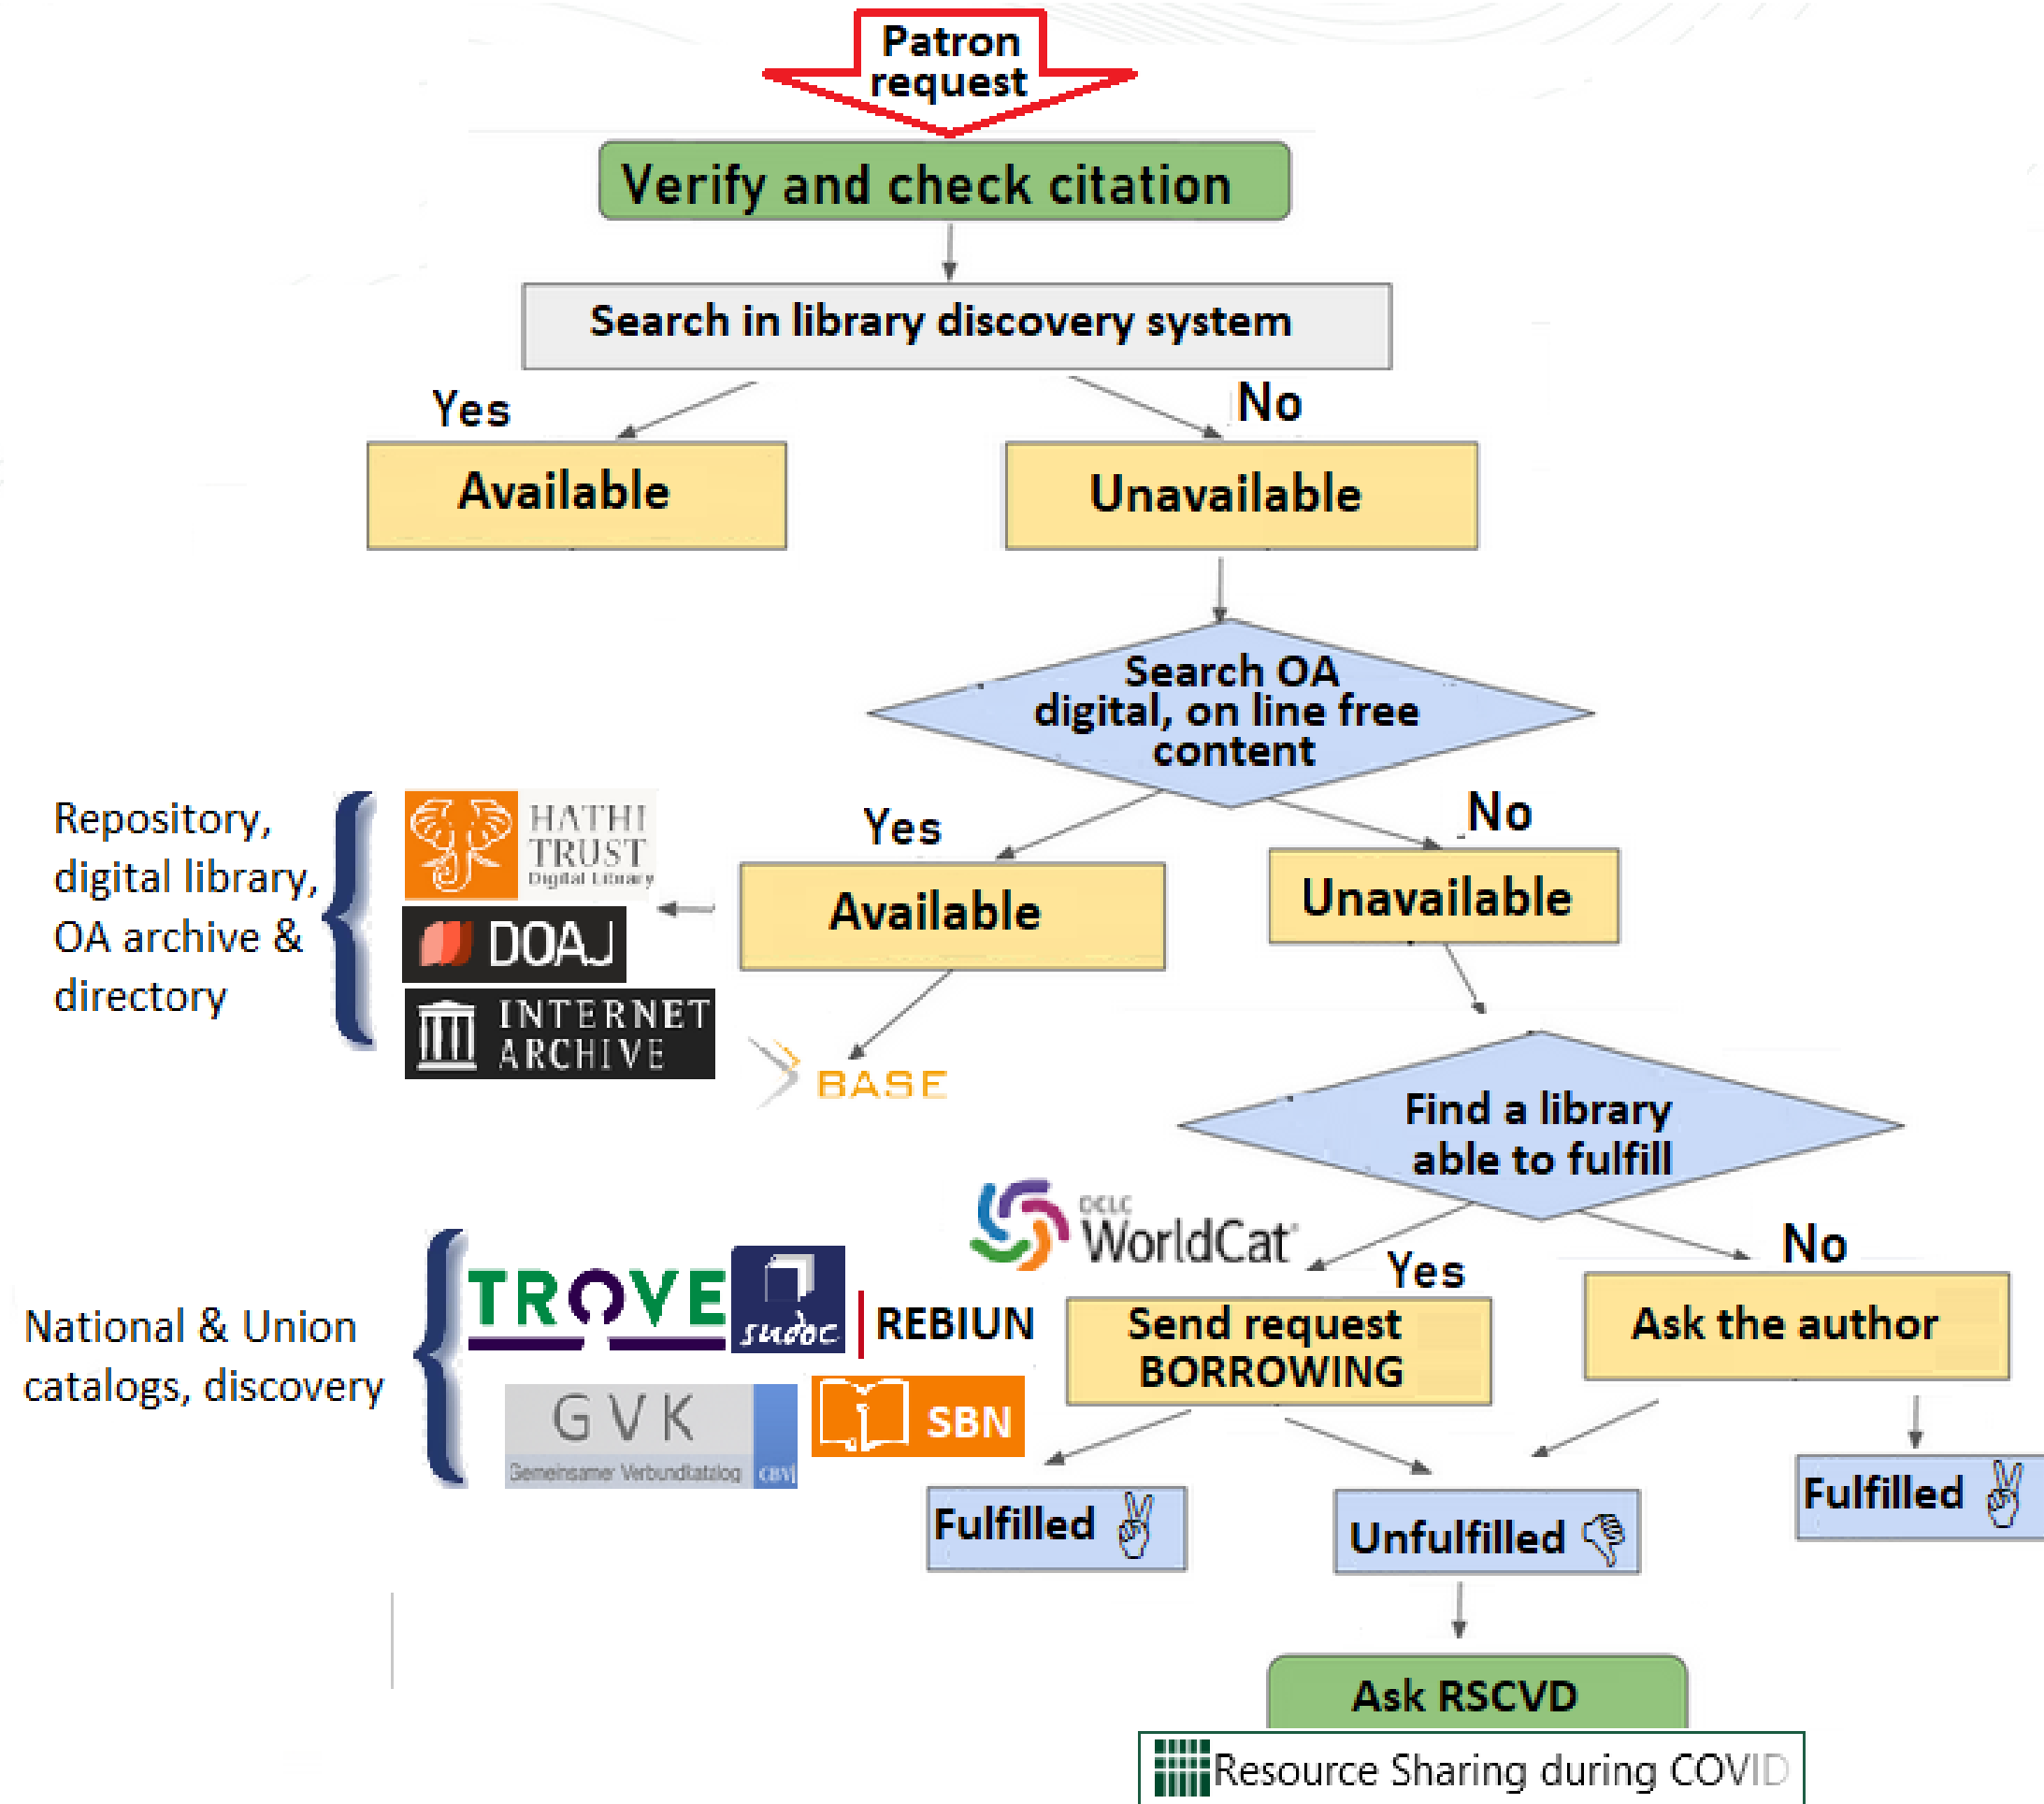 Patron
request
Verify and check citation
Search in library discovery system
Yes
No
Available
Unavailable
Search OA
digital, on line free
content
Yes
No
Repository,
digital library,
OA archive &
directory
HATHI
TRUST
Digital Library
DOAJ
INTERNET
ARCHIVE
BASE
Available
Unavailable
Find a library
able to fulfill
OCLC
WorldCat
Yes
No
National & Union
catalogs, discovery
TROVE
sudoc
REBIUN
GVK
Gemeinsamer Verbundkatalog
GBV
SBN
Send request
BORROWING
Ask the author
Fulfilled
Unfulfilled
Fulfilled
Ask RSCVD
Resource Sharing during COVID